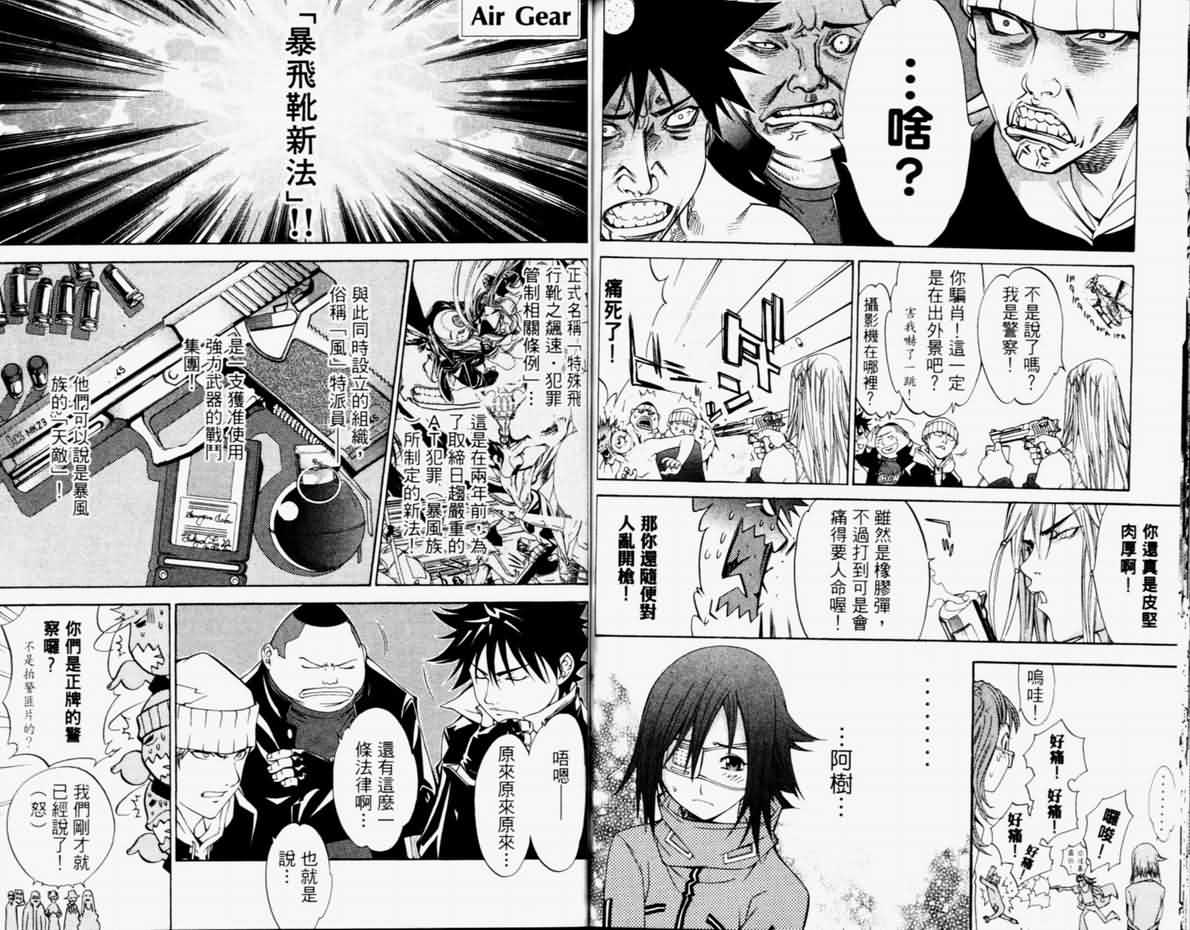 …啥？
不是說了嗎？
我是警察！
你騙肖！這一定
是在出外景吧？
害我嚇了一跳
攝影機在哪裡？
痛死了！
你還真是皮堅
肉厚啊！
雖然是橡膠彈，
不過打到可是會
痛得要人命喔！
那你還隨便對
人亂開槍！
………
嗚哇！
好痛！
好痛！
好痛！
好痛
囉唆！
………
…阿樹…
Air Gear
「暴飛靴新法」!!
正式名稱「特殊飛
行靴之飆速．犯罪
管制相關條例」…
這是在兩年前，為
了取締日趨嚴重的
A．T犯罪（暴風族）
所制定的新法！
與此同時設立的組織，
俗稱「風」特派員——
是一支獲准使用
強力武器的戰鬥
集團！
他們可以說是暴風
族的「天敵」！
45
MK23
45
唔嗯——
原來原來原來…
還有這麼一
條法律啊…
也就是
說…
你們是正牌的警
察囉？
不是拍警匪片的？
我們剛才就
已經說了！
（怒）